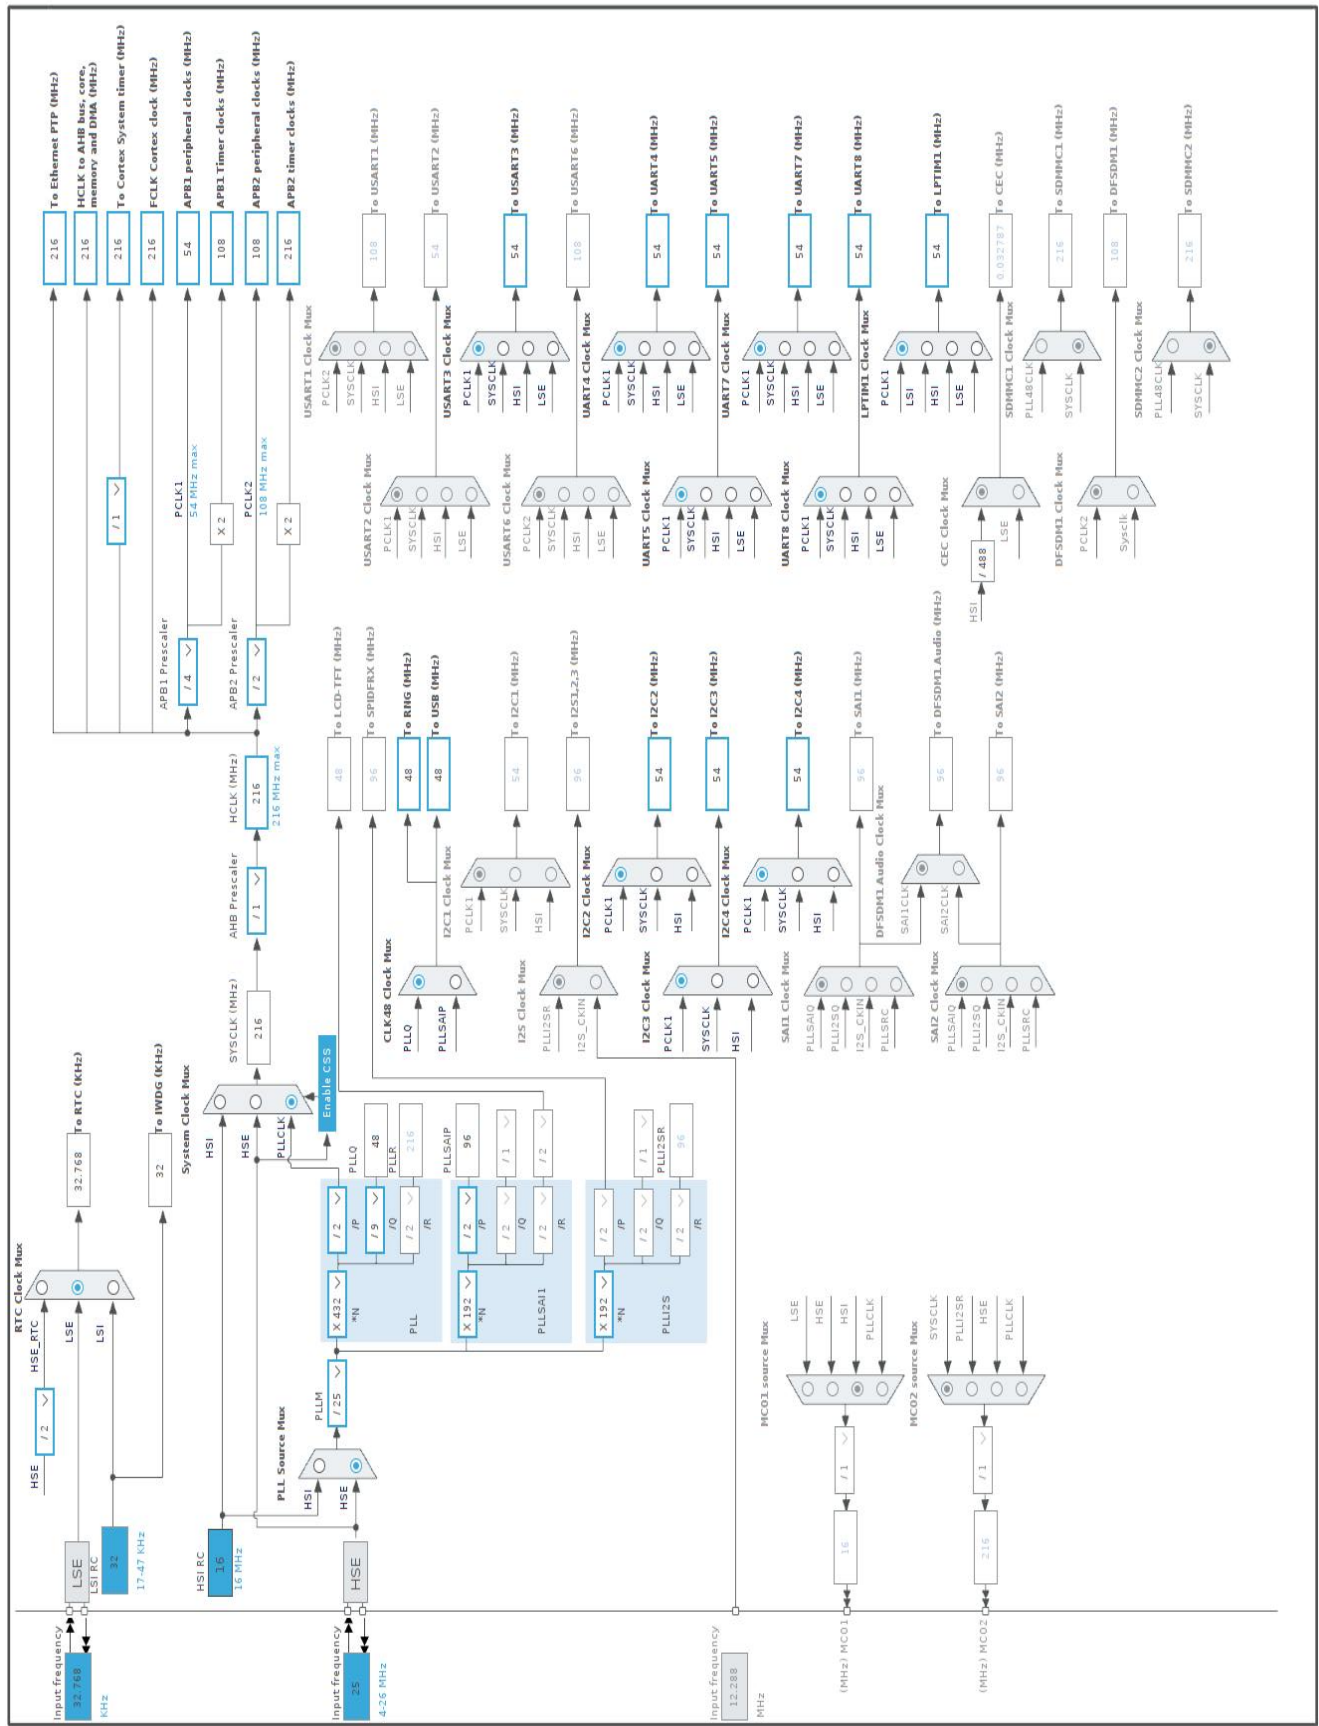 Input frequency
32.768
KHz
LSE
LSI RC
32
17-47 KHz
HSE
/ 2
HSE_RTC
LSE
LSI
RTC Clock Mux
32.768
To RTC (KHz)
32
To IWDG (KHz)
HSI RC
16
16 MHz
Input frequency
25
4-26 MHz
HSE
PLL Source Mux
HSI
HSE
PLLM
/ 25
X 432
*N
PLL
/ 2
/P
/ 9
/Q
/ 2
/R
PLLQ
48
PLLR
216
X 192
*N
PLLSAI1
/ 2
/P
/ 2
/Q
/ 2
/R
PLLSAIP
96
/ 1
/ 2
X 192
*N
PLLI2S
/ 2
/P
/ 2
/Q
/ 2
/R
/ 1
PLLI2SR
96
System Clock Mux
HSI
HSE
PLLCLK
Enable CSS
SYSCLK (MHz)
216
AHB Prescaler
/ 1
HCLK (MHz)
216
216 MHz max
APB1 Prescaler
/ 4
APB2 Prescaler
/ 2
/ 1
PCLK1
54 MHz max
X 2
PCLK2
108 MHz max
X 2
216
To Ethernet PTP (MHz)
216
HCLK to AHB bus, core,
memory and DMA (MHz)
216
To Cortex System timer (MHz)
216
FCLK Cortex clock (MHz)
54
APB1 peripheral clocks (MHz)
108
APB1 Timer clocks (MHz)
108
APB2 peripheral clocks (MHz)
216
APB2 timer clocks (MHz)
48
To LCD-TFT (MHz)
96
To SPIDFRX (MHz)
CLK48 Clock Mux
PLLQ
PLLSAIP
48
To RNG (MHz)
48
To USB (MHz)
I2C1 Clock Mux
PCLK1
SYSCLK
HSI
54
To I2C1 (MHz)
I2S Clock Mux
PLLI2SR
I2S_CKIN
96
To I2S1,2,3 (MHz)
I2C2 Clock Mux
PCLK1
SYSCLK
HSI
54
To I2C2 (MHz)
I2C3 Clock Mux
PCLK1
SYSCLK
HSI
54
To I2C3 (MHz)
I2C4 Clock Mux
PCLK1
SYSCLK
HSI
54
To I2C4 (MHz)
SAI1 Clock Mux
PLLSAIQ
PLLI2SQ
I2S_CKIN
PLLSRC
96
To SAI1 (MHz)
DFSDM1 Audio Clock Mux
SAI1CLK
SAI2CLK
96
To DFSDM1 Audio (MHz)
SAI2 Clock Mux
PLLSAIQ
PLLI2SQ
I2S_CKIN
PLLSRC
96
To SAI2 (MHz)
USART1 Clock Mux
PCLK2
SYSCLK
HSI
LSE
108
To USART1 (MHz)
USART2 Clock Mux
PCLK1
SYSCLK
HSI
LSE
54
To USART2 (MHz)
USART3 Clock Mux
PCLK1
SYSCLK
HSI
LSE
54
To USART3 (MHz)
USART6 Clock Mux
PCLK2
SYSCLK
HSI
LSE
108
To USART6 (MHz)
UART4 Clock Mux
PCLK1
SYSCLK
HSI
LSE
54
To UART4 (MHz)
UART5 Clock Mux
PCLK1
SYSCLK
HSI
LSE
54
To UART5 (MHz)
UART7 Clock Mux
PCLK1
SYSCLK
HSI
LSE
54
To UART7 (MHz)
UART8 Clock Mux
PCLK1
SYSCLK
HSI
LSE
54
To UART8 (MHz)
LPTIM1 Clock Mux
PCLK1
LSI
HSI
LSE
54
To LPTIM1 (MHz)
CEC Clock Mux
HSI
/ 488
LSE
0.032787
To CEC (MHz)
SDMMC1 Clock Mux
PLL48CLK
SYSCLK
216
To SDMMC1 (MHz)
DFSDM1 Clock Mux
PCLK2
Sysclk
108
To DFSDM1 (MHz)
SDMMC2 Clock Mux
PLL48CLK
SYSCLK
216
To SDMMC2 (MHz)
Input frequency
12.288
MHz
MCO1 source Mux
LSE
HSE
HSI
PLLCLK
/ 1
16
(MHz) MCO1
MCO2 source Mux
SYSCLK
PLLI2SR
HSE
PLLCLK
/ 1
216
(MHz) MCO2